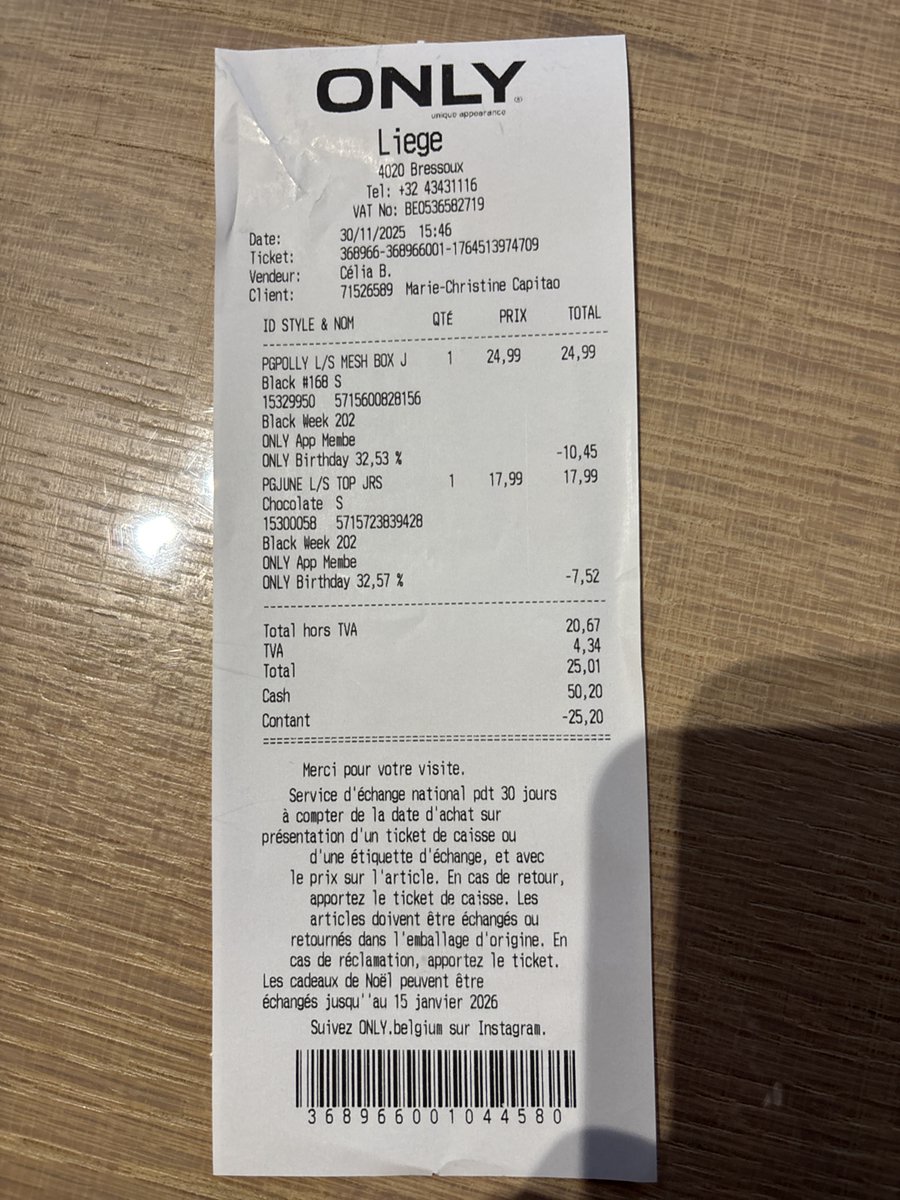 ONLY®
unique appearance
Liege
4020 Bressoux
Tel: +32 43431116
VAT No: BE0536582719
Date: 30/11/2025 15:46
Ticket: 368966-368966001-1764513974709
Vendeur: Célia B.
Client: 71526589 Marie-Christine Capitao
ID STYLE & NOM QTÉ PRIX TOTAL
PGPOLLY L/S MESH BOX J 1 24,99 24,99
Black #168 S
15329950 5715600828156
Black Week 202
ONLY App Membe
ONLY Birthday 32,53 % -10,45
PGJUNE L/S TOP JRS 1 17,99 17,99
Chocolate S
15300058 5715723839428
Black Week 202
ONLY App Membe
ONLY Birthday 32,57 % -7,52
Total hors TVA 20,67
TVA 4,34
Total 25,01
Cash 50,20
Contant -25,20
Merci pour votre visite.
Service d'échange national pdt 30 jours
à compter de la date d'achat sur
présentation d'un ticket de caisse ou
d'une étiquette d'échange, et avec
le prix sur l'article. En cas de retour,
apportez le ticket de caisse. Les
articles doivent être échangés ou
retournés dans l'emballage d'origine. En
cas de réclamation, apportez le ticket.
Les cadeaux de Noël peuvent être
échangés jusqu''au 15 janvier 2026
Suivez ONLY.belgium sur Instagram.
368966001044580